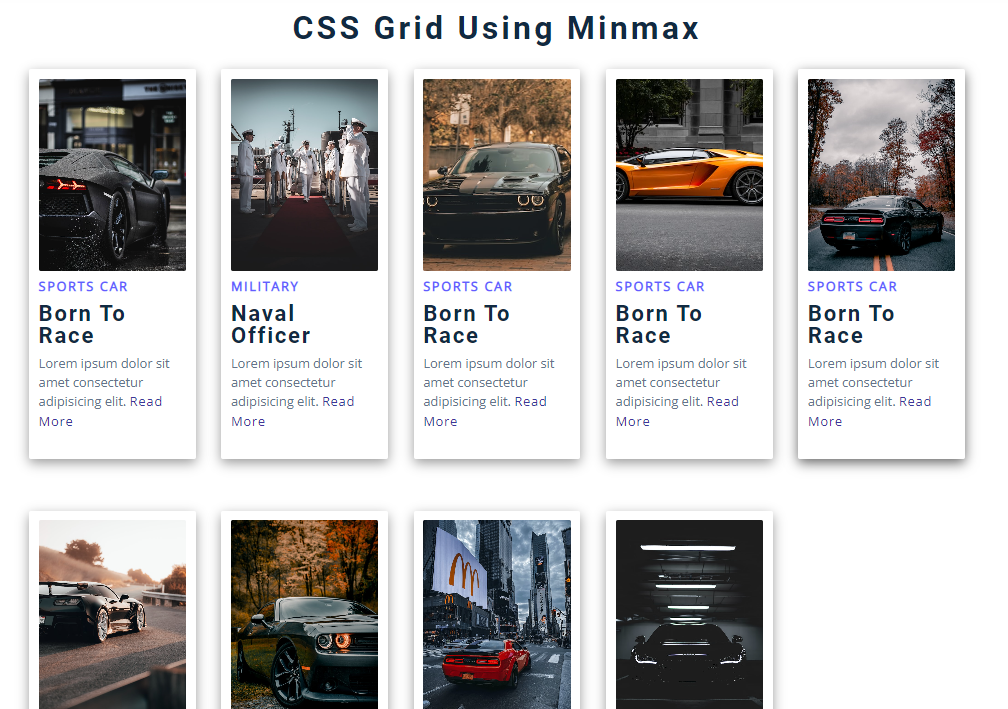 CSS Grid Using Minmax
SPORTS CAR
Born To
Race
Lorem ipsum dolor sit
amet consectetur
adipisicing elit. Read
More
MILITARY
Naval
Officer
Lorem ipsum dolor sit
amet consectetur
adipisicing elit. Read
More
SPORTS CAR
Born To
Race
Lorem ipsum dolor sit
amet consectetur
adipisicing elit. Read
More
SPORTS CAR
Born To
Race
Lorem ipsum dolor sit
amet consectetur
adipisicing elit. Read
More
SPORTS CAR
Born To
Race
Lorem ipsum dolor sit
amet consectetur
adipisicing elit. Read
More